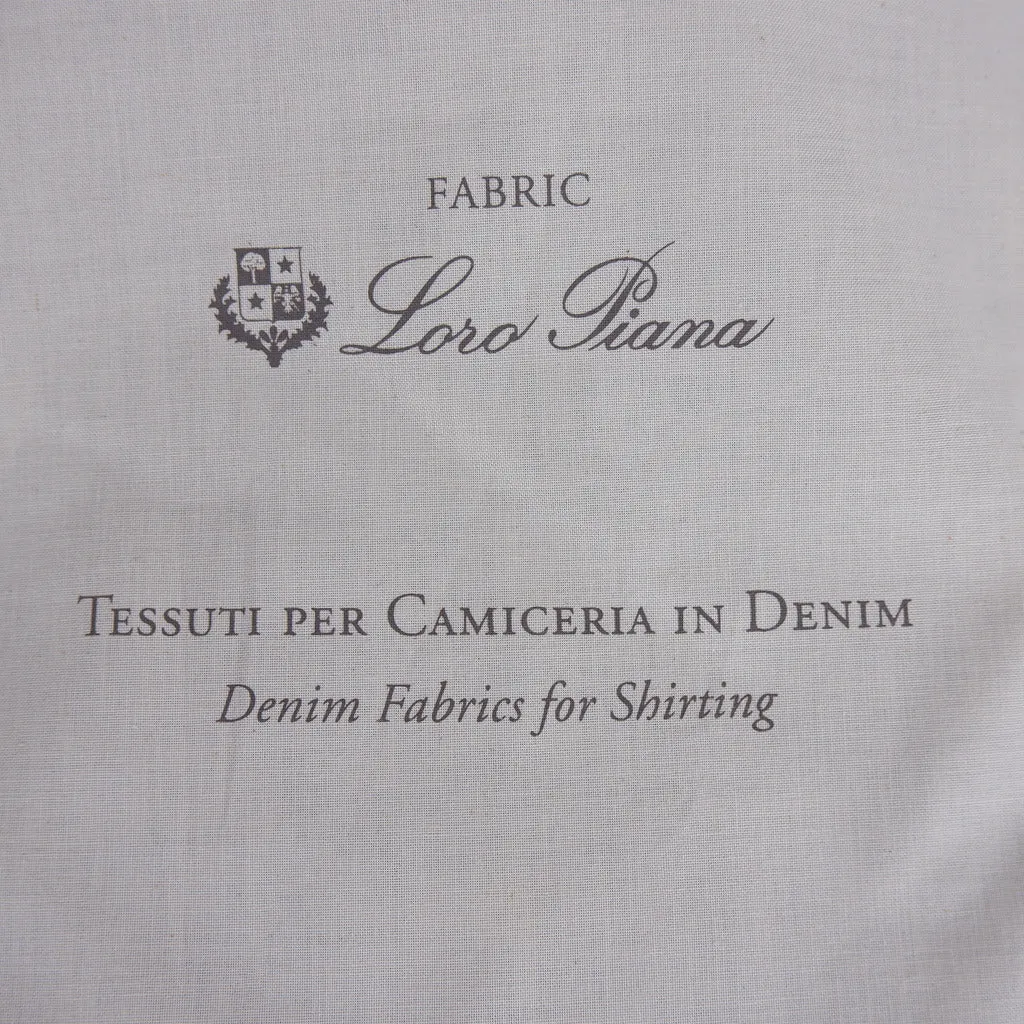 FABRIC
Loro Piana
Tessuti per Camiceria in Denim
Denim Fabrics for Shirting